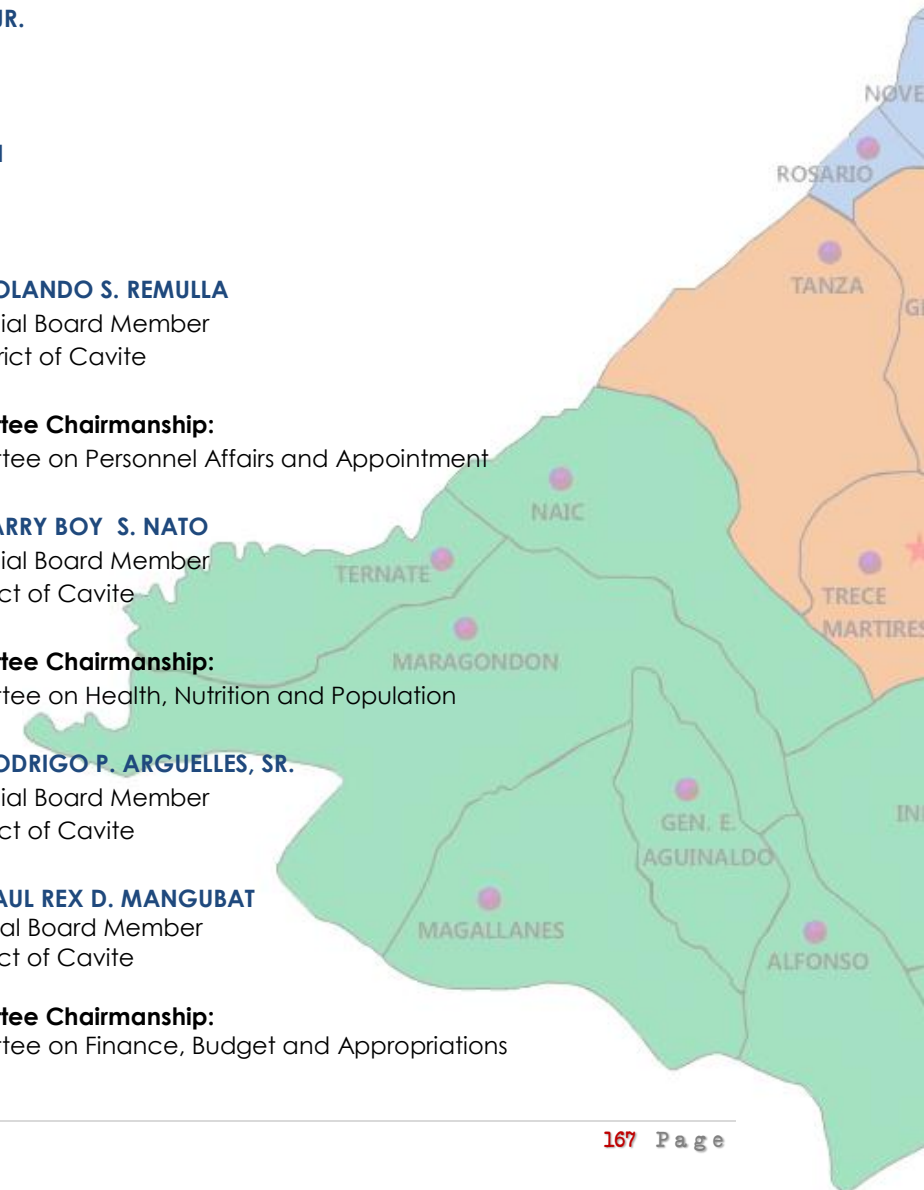 JR.
OLANDO S. REMULLA
ial Board Member
rict of Cavite
ttee Chairmanship:
ttee on Personnel Affairs and Appointment
ARRY BOY S. NATO
ial Board Member
ct of Cavite
ttee Chairmanship:
ttee on Health, Nutrition and Population
ODRIGO P. ARGUELLES, SR.
ial Board Member
ct of Cavite
AUL REX D. MANGUBAT
ial Board Member
ct of Cavite
ttee Chairmanship:
ttee on Finance, Budget and Appropriations
NOVE
ROSARIO
TANZA
NAIC
TERNATE
TRECE
MARTIRES
MARAGONDON
GEN. E.
AGUINALDO
MAGALLANES
ALFONSO
167 Page